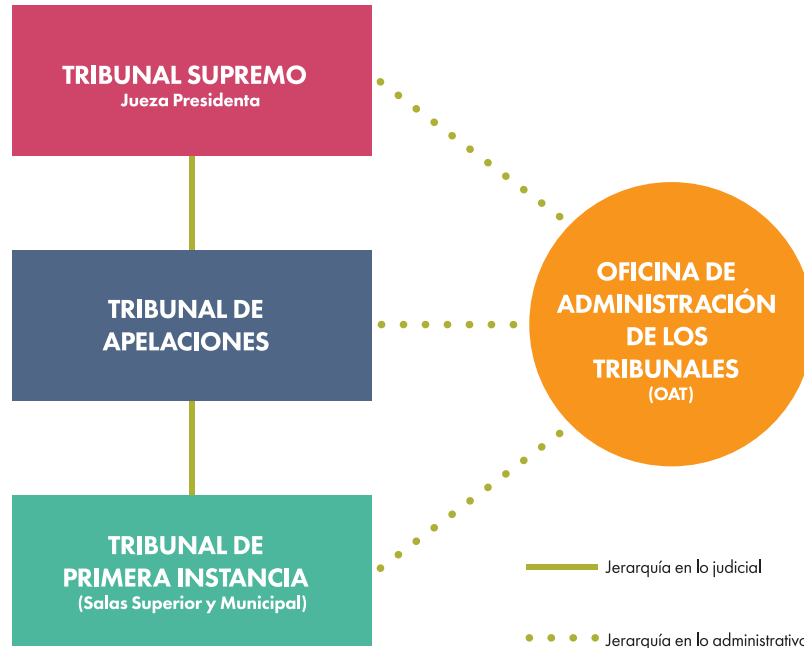 TRIBUNAL SUPREMO
Jueza Presidenta
TRIBUNAL DE
APELACIONES
OFICINA DE
ADMINISTRACIÓN
DE LOS
TRIBUNALES
(OAT)
TRIBUNAL DE
PRIMERA INSTANCIA
(Salas Superior y Municipal)
Jerarquía en lo judicial
Jerarquía en lo administrativo